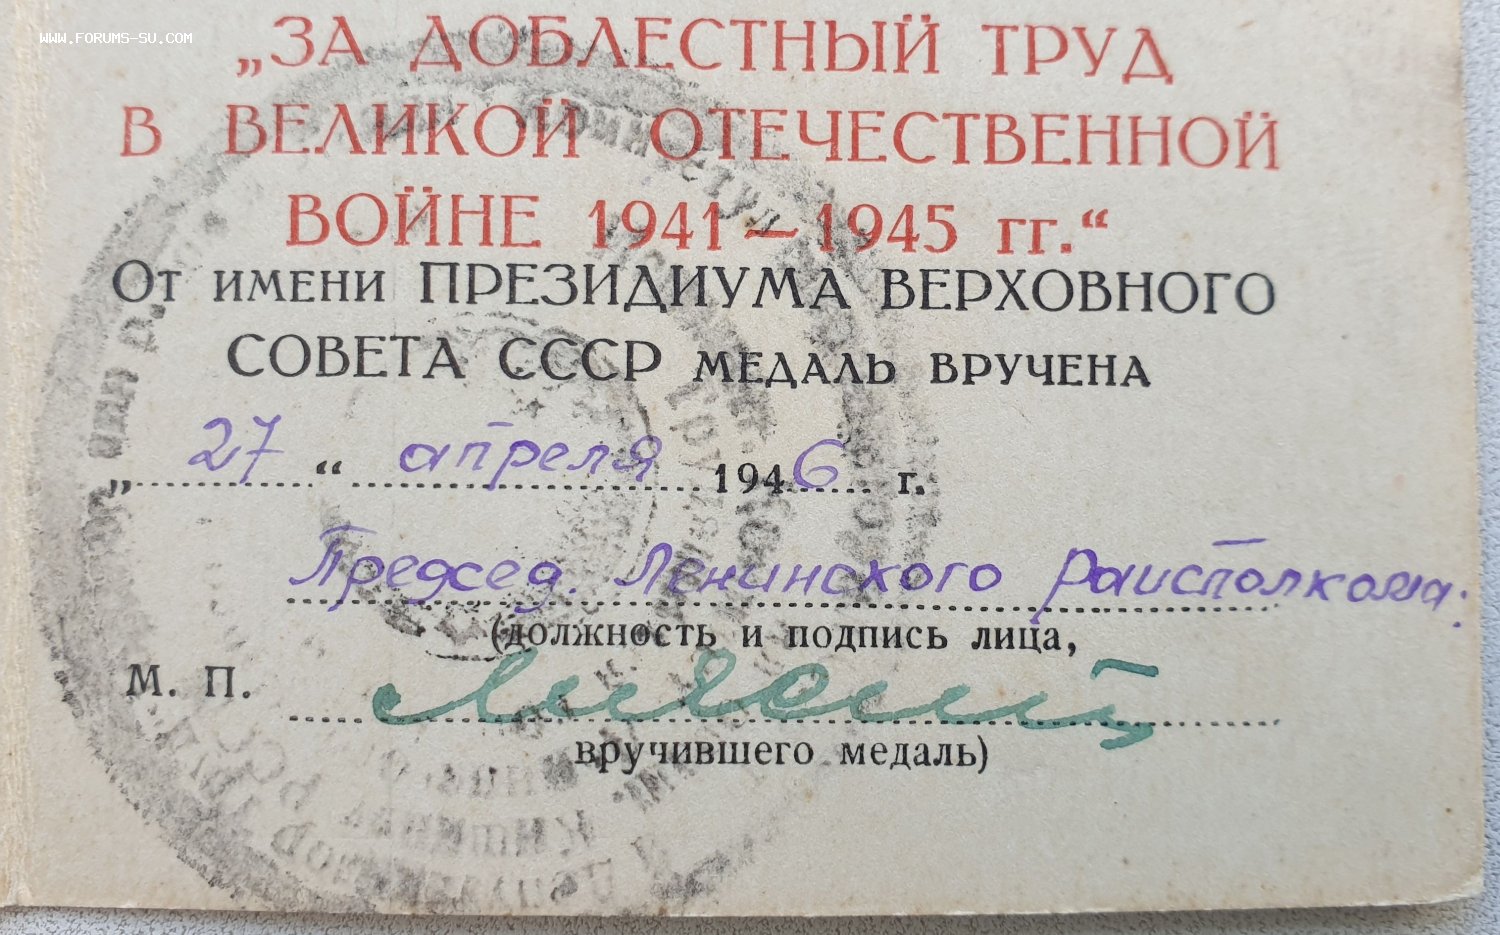 WWW.FORUMS-SU.COM
„ЗА ДОБЛЕСТНЫЙ ТРУД
В ВЕЛИКОЙ ОТЕЧЕСТВЕННОЙ
ВОЙНЕ 1941—1945 гг.“
От имени ПРЕЗИДИУМА ВЕРХОВНОГО
СОВЕТА СССР медаль вручена
„27“ апреля 1946 г.
Председ. Ленинского Райисполкома.
(должность и подпись лица,
М. П.
вручившего медаль)